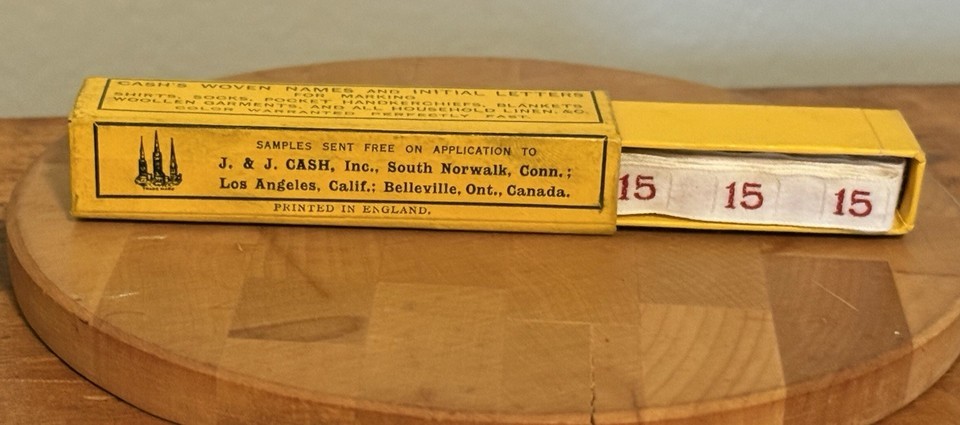 CASH'S WOVEN NAMES AND INITIAL LETTERS
FOR MARKING
SHIRTS, SOCKS, POCKET HANDKERCHIEFS, BLANKETS
WOOLLEN GARMENTS, AND ALL HOUSEHOLD LINEN, &C.
COLOR WARRANTED PERFECTLY FAST
SAMPLES SENT FREE ON APPLICATION TO
J. & J. CASH, Inc., South Norwalk, Conn.;
Los Angeles, Calif.; Belleville, Ont., Canada.
TRADE MARK
PRINTED IN ENGLAND.
15 15 15